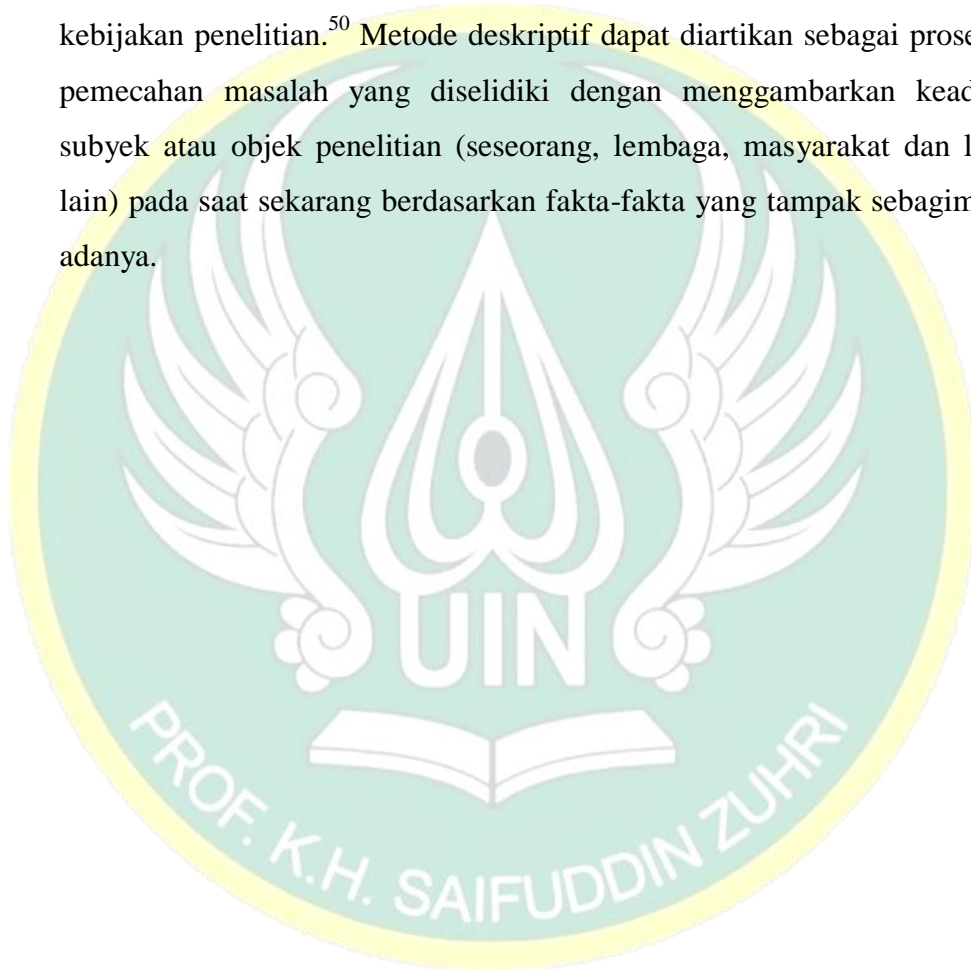 kebijakan penelitian.50 Metode deskriptif dapat diartikan sebagai prose
pemecahan masalah yang diselidiki dengan menggambarkan kead
subyek atau objek penelitian (seseorang, lembaga, masyarakat dan l
lain) pada saat sekarang berdasarkan fakta-fakta yang tampak sebagim
adanya.
UIN
PROF. K.H. SAIFUDDIN ZUHRI